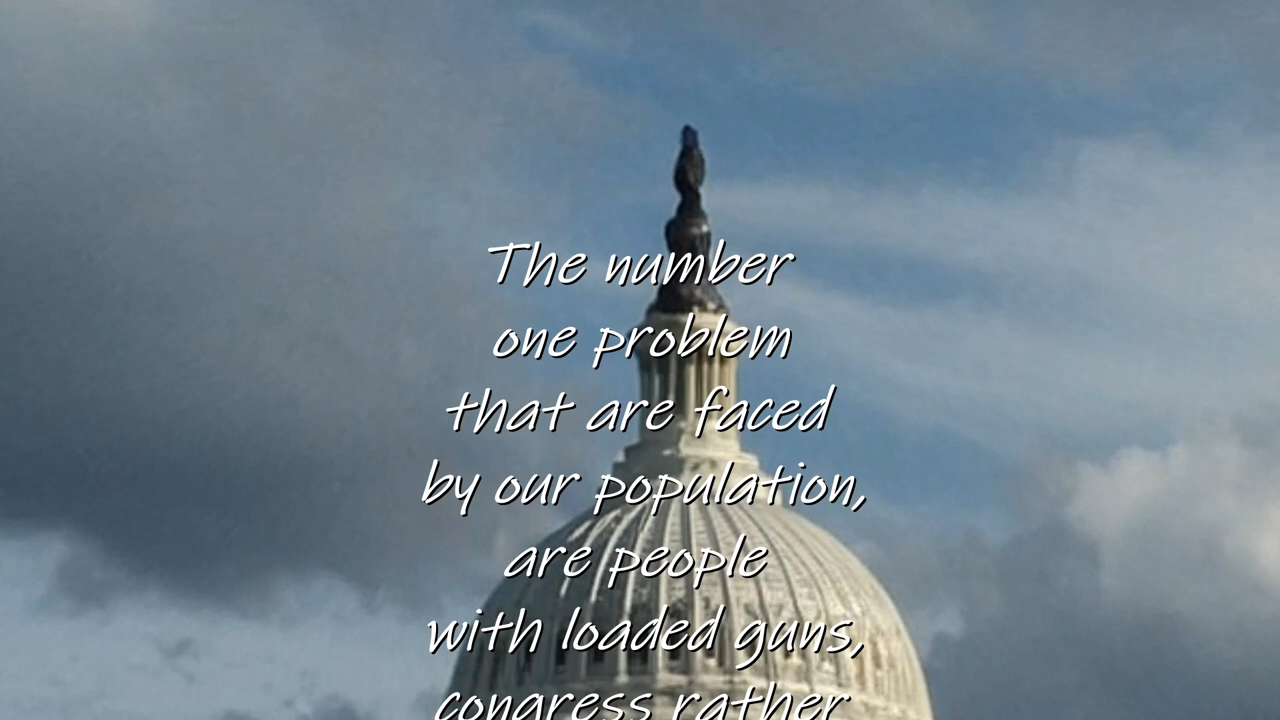 The number
one problem
that are faced
by our population,
are people
with loaded guns,
congress rather